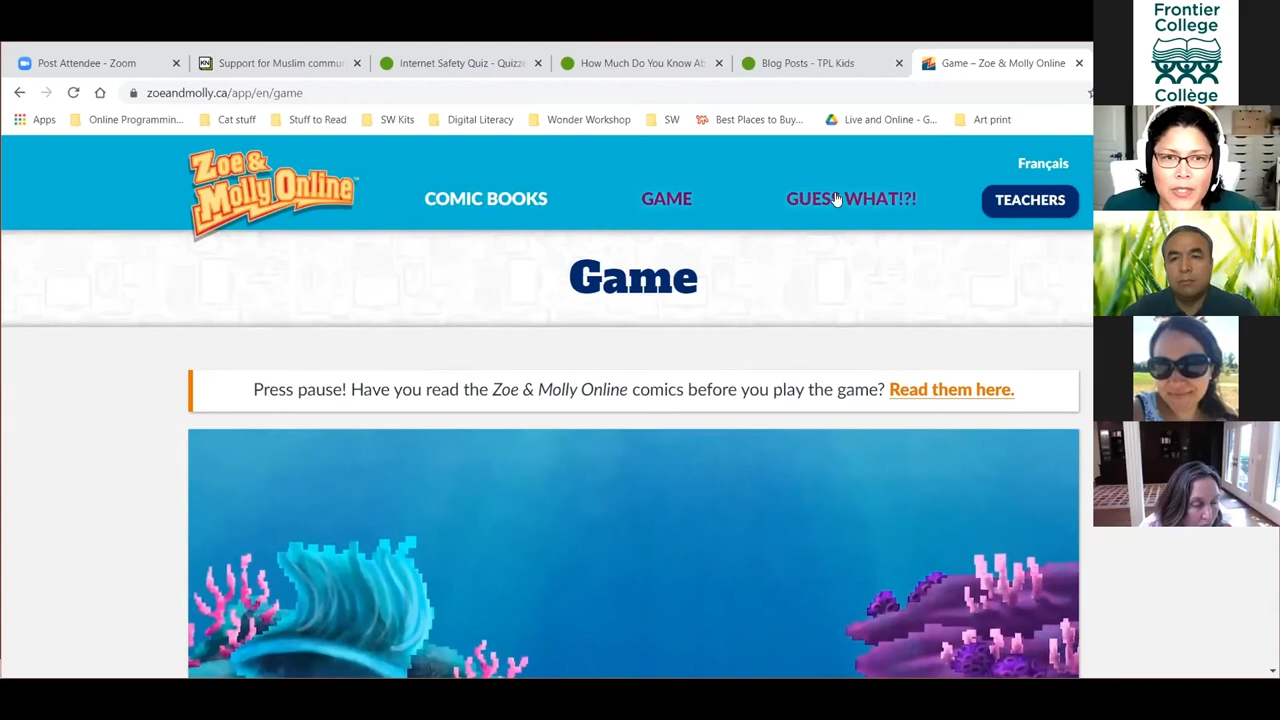 Frontier
College
Collège
Post Attendee - Zoom
Support for Muslim commu
Internet Safety Quiz - Quizze
How Much Do You Know Ab
Blog Posts - TPL Kids
Game – Zoe & Molly Online
zoeandmolly.ca/app/en/game
Apps
Online Programmin...
Cat stuff
Stuff to Read
SW Kits
Digital Literacy
Wonder Workshop
SW
Best Places to Buy...
Live and Online - G...
Art print
Zoe &
Molly Online
Français
COMIC BOOKS
GAME
GUESS WHAT!?!
TEACHERS
Game
Press pause! Have you read the Zoe & Molly Online comics before you play the game? Read them here.